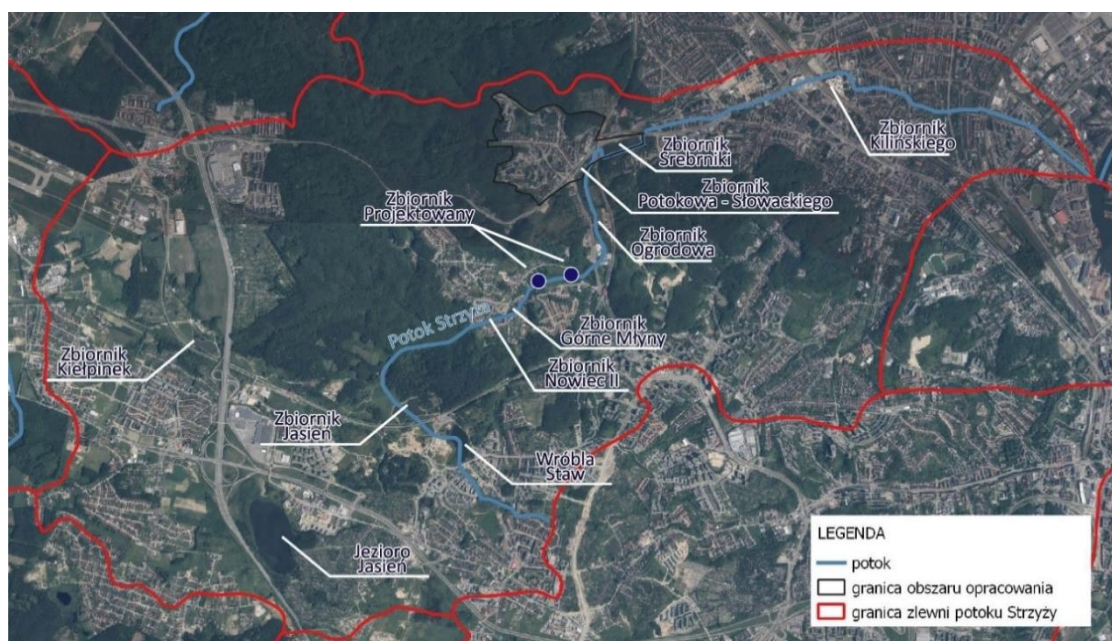 Zbiornik
Kilińskiego
Zbiornik
Srebrniki
Zbiornik
Potokowa - Słowackiego
Zbiornik
Projektowany
Zbiornik
Ogrodowa
Potok Strzyża
Zbiornik
Górne Młyny
Zbiornik
Kiełpinek
Zbiornik
Nowiec II
Zbiornik
Jasień
Wróbla
Staw
Jezioro
Jasień
LEGENDA
potok
granica obszaru opracowania
granica zlewni potoku Strzyży